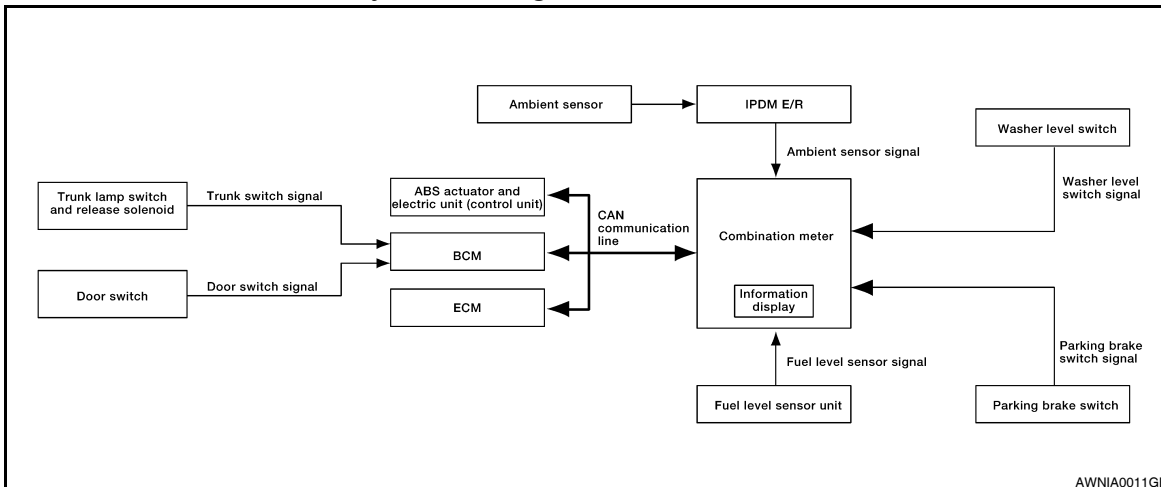 Ambient sensor
IPDM E/R
Ambient sensor signal
Washer level switch
Washer level
switch signal
Trunk lamp switch
and release solenoid
Trunk switch signal
ABS actuator and
electric unit (control unit)
CAN
communication
line
BCM
Combination meter
Door switch
Door switch signal
ECM
Information
display
Fuel level sensor signal
Parking brake
switch signal
Fuel level sensor unit
Parking brake switch